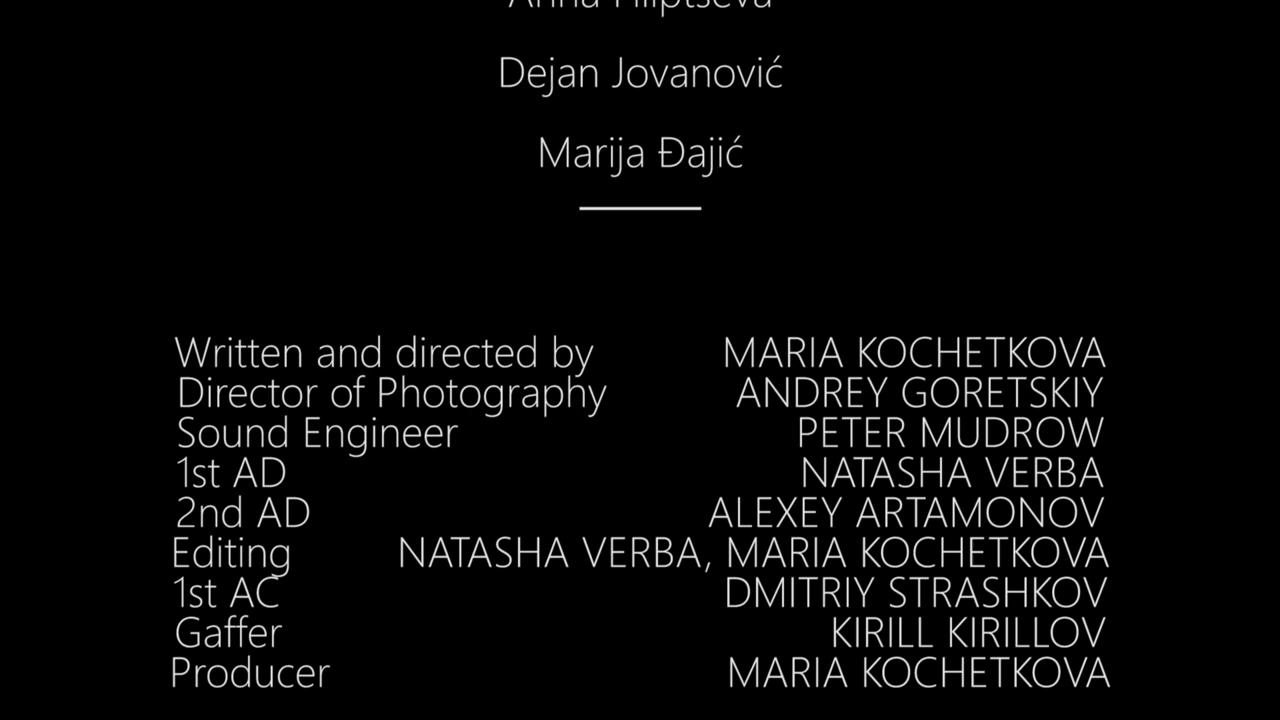 Dejan Jovanović
Marija Đajić
Written and directed by MARIA KOCHETKOVA
Director of Photography ANDREY GORETSKIY
Sound Engineer PETER MUDROW
1st AD NATASHA VERBA
2nd AD ALEXEY ARTAMONOV
Editing NATASHA VERBA, MARIA KOCHETKOVA
1st AC DMITRIY STRASHKOV
Gaffer KIRILL KIRILLOV
Producer MARIA KOCHETKOVA